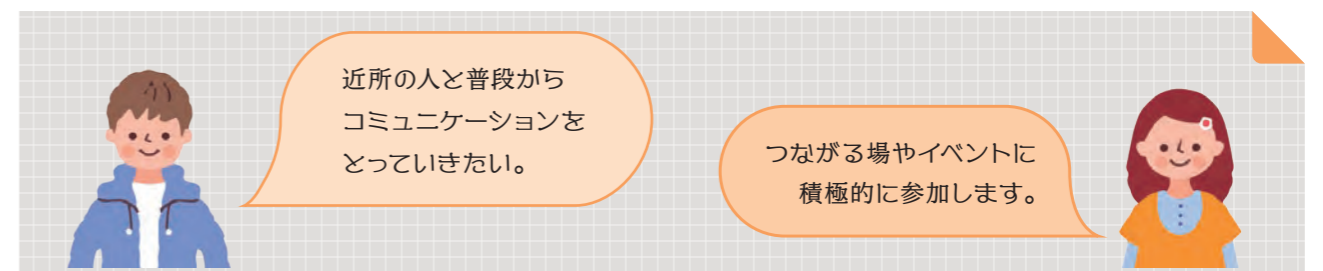 近所の人と普段から
コミュニケーションを
とっていきたい。
つながる場やイベントに
積極的に参加します。